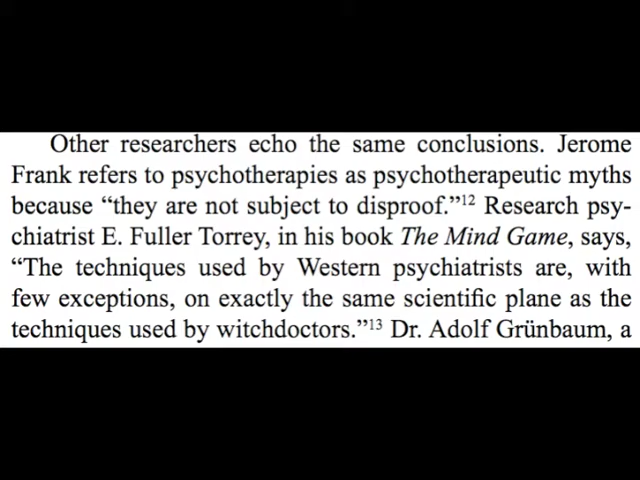 Other researchers echo the same conclusions. Jerome
Frank refers to psychotherapies as psychotherapeutic myths
because “they are not subject to disproof.”12 Research psy-
chiatrist E. Fuller Torrey, in his book The Mind Game, says,
“The techniques used by Western psychiatrists are, with
few exceptions, on exactly the same scientific plane as the
techniques used by witchdoctors.”13 Dr. Adolf Grünbaum, a